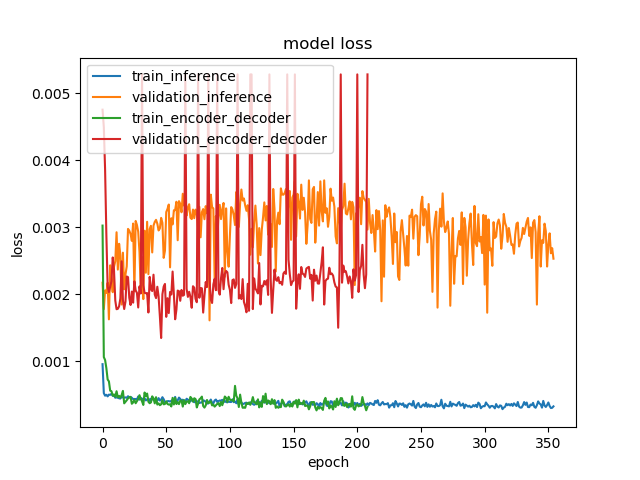 model loss
train_inference
validation_inference
train_encoder_decoder
validation_encoder_decoder
0.005
0.004
0.003
0.002
0.001
loss
0 50 100 150 200 250 300 350
epoch